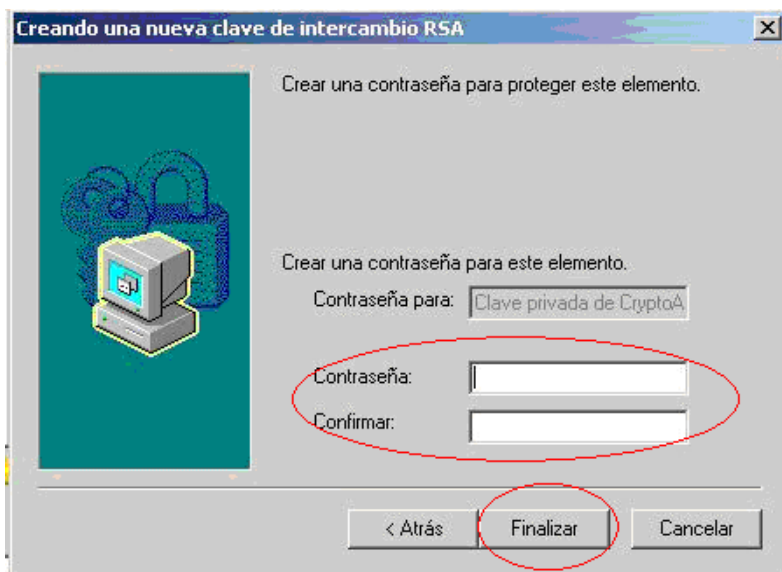 Creando una nueva clave de intercambio RSA
Crear una contraseña para proteger este elemento.
Crear una contraseña para este elemento.
Contraseña para: Clave privada de CryptoA
Contraseña:
Confirmar:
< Atrás Finalizar Cancelar